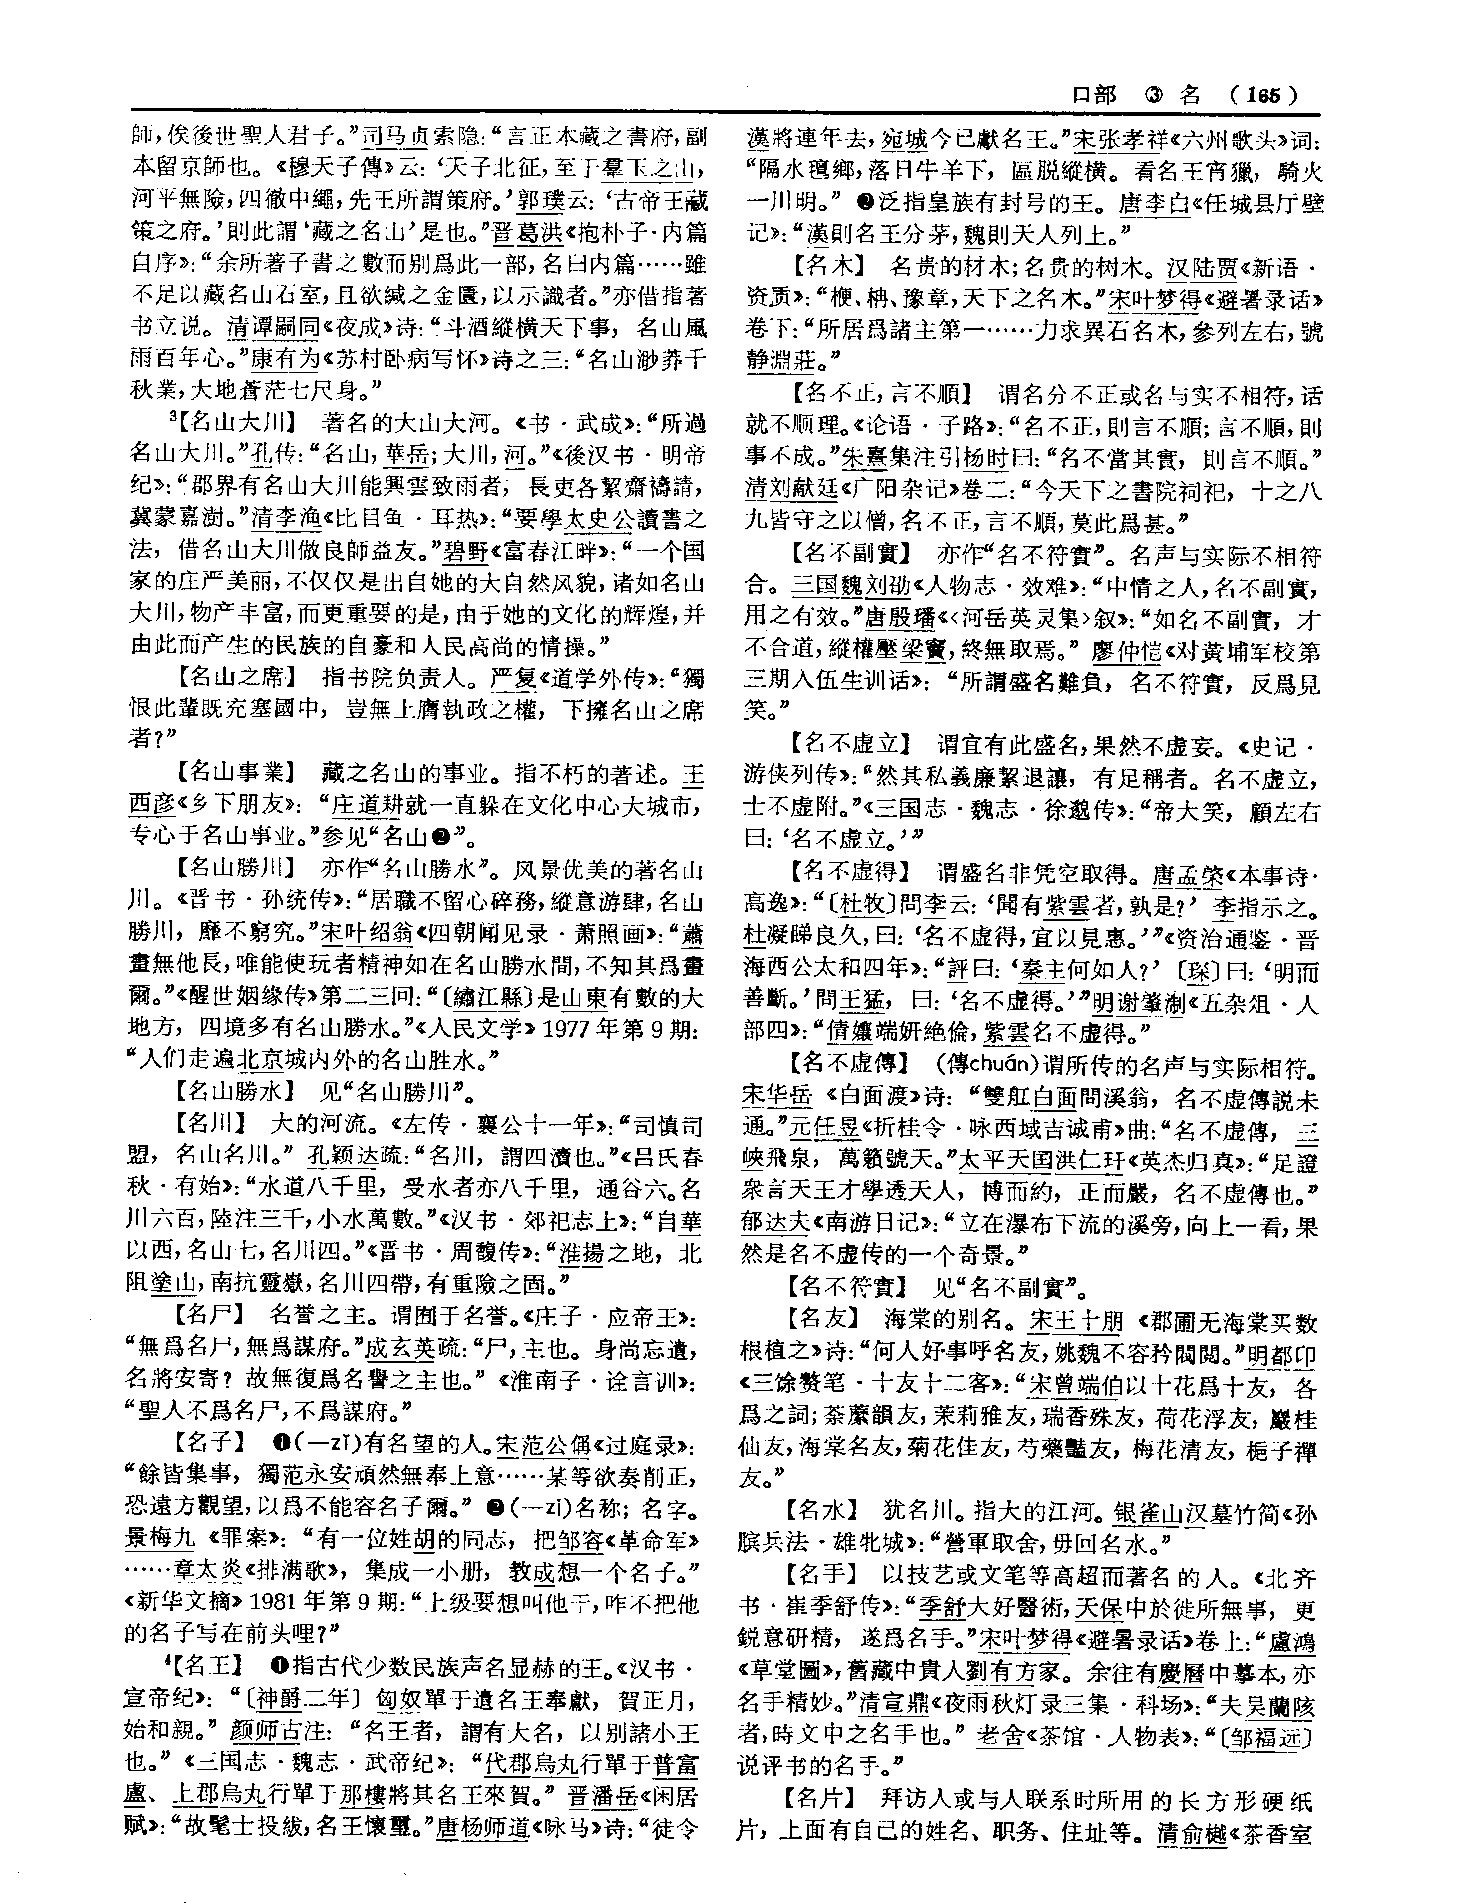 口部 ③ 名 (165)
師，俟後世聖人君子。”司马贞索隐：“言正本藏之書府，副
本留京師也。《穆天子傳》云：‘天子北征，至于羣玉之山，
河平無險，四徹中繩，先王所謂策府。’郭璞云：‘古帝王藏
策之府。’則此謂‘藏之名山’是也。”晋葛洪《抱朴子·内篇
自序》：“余所著子書之數而别爲此一部，名曰内篇……雖
不足以藏名山石室，且欲緘之金匱，以示識者。”亦借指著
书立说。清谭嗣同《夜成》诗：“斗酒縱横天下事，名山風
雨百年心。”康有为《苏村卧病写怀》诗之三：“名山渺莽千
秋業，大地蒼茫七尺身。”
³【名山大川】 著名的大山大河。《书·武成》：“所過
名山大川。”孔传：“名山，華岳；大川，河。”《後汉书·明帝
纪》：“郡界有名山大川能興雲致雨者，長吏各絜齋禱請，
冀蒙嘉澍。”清李渔《比目鱼·耳热》：“要學太史公讀書之
法，借名山大川做良師益友。”碧野《富春江畔》：“一个国
家的庄严美丽，不仅仅是出自她的大自然风貌，诸如名山
大川，物产丰富，而更重要的是，由于她的文化的辉煌，并
由此而产生的民族的自豪和人民高尚的情操。”
【名山之席】 指书院负责人。严复《道学外传》：“獨
恨此輩既充塞國中，豈無上膺執政之權，下擁名山之席
者？”
【名山事業】 藏之名山的事业。指不朽的著述。王
西彦《乡下朋友》：“庄道耕就一直躲在文化中心大城市，
专心于名山事业。”参见“名山❷”。
【名山勝川】 亦作“名山勝水”。风景优美的著名山
川。《晋书·孙统传》：“居職不留心碎務，縱意游肆，名山
勝川，靡不窮究。”宋叶绍翁《四朝闻见录·萧照画》：“蕭
畫無他長，唯能使玩者精神如在名山勝水間，不知其爲畫
爾。”《醒世姻缘传》第二三回：“〔繡江縣〕是山東有數的大
地方，四境多有名山勝水。”《人民文学》1977年第9期：
“人们走遍北京城内外的名山胜水。”
【名山勝水】 见“名山勝川”。
【名川】 大的河流。《左传·襄公十一年》：“司慎司
盟，名山名川。”孔颖达疏：“名川，謂四瀆也。”《吕氏春
秋·有始》：“水道八千里，受水者亦八千里，通谷六。名
川六百，陸注三千，小水萬數。”《汉书·郊祀志上》：“自華
以西，名山七，名川四。”《晋书·周馥传》：“淮揚之地，北
阻塗山，南抗靈嶽，名川四帶，有重險之固。”
【名尸】 名誉之主。谓囿于名誉。《庄子·应帝王》：
“無爲名尸，無爲謀府。”成玄英疏：“尸，主也。身尚忘遺，
名將安寄？故無復爲名譽之主也。”《淮南子·诠言训》：
“聖人不爲名尸，不爲謀府。”
【名子】 ❶(—zǐ)有名望的人。宋范公偁《过庭录》：
“餘皆集事，獨范永安頑然無奉上意……某等欲奏削正，
恐遠方觀望，以爲不能容名子爾。” ❷(—zi)名称；名字。
景梅九《罪案》：“有一位姓胡的同志，把邹容《革命军》
……章太炎《排满歌》，集成一小册，教成想一个名子。”
《新华文摘》1981年第9期：“上级要想叫他干，咋不把他
的名子写在前头哩？”
⁴【名王】 ❶指古代少数民族声名显赫的王。《汉书·
宣帝纪》：“〔神爵二年〕匈奴單于遣名王奉獻，賀正月，
始和親。”颜师古注：“名王者，謂有大名，以别諸小王
也。”《三国志·魏志·武帝纪》：“代郡烏丸行單于普富
盧、上郡烏丸行單于那樓將其名王來賀。”晋潘岳《闲居
赋》：“故髦士投紱，名王懷璽。”唐杨师道《咏马》诗：“徒令
漢將連年去，宛城今已獻名王。”宋张孝祥《六州歌头》词：
“隔水氊鄉，落日牛羊下，區脱縱横。看名王宵獵，騎火
一川明。” ❷泛指皇族有封号的王。唐李白《任城县厅壁
记》：“漢則名王分茅，魏則天人列土。”
【名木】 名贵的材木；名贵的树木。汉陆贾《新语·
资质》：“楩、柟、豫章，天下之名木。”宋叶梦得《避暑录话》
卷下：“所居爲諸主第一……力求異石名木，參列左右，號
静淵莊。”
【名不正，言不順】 谓名分不正或名与实不相符，话
就不顺理。《论语·子路》：“名不正，則言不順；言不順，則
事不成。”朱熹集注引杨时曰：“名不當其實，則言不順。”
清刘献廷《广阳杂记》卷二：“今天下之書院祠祀，十之八
九皆守之以僧，名不正，言不順，莫此爲甚。”
【名不副實】 亦作“名不符實”。名声与实际不相符
合。三国魏刘劭《人物志·效难》：“中情之人，名不副實，
用之有效。”唐殷璠《〈河岳英灵集〉叙》：“如名不副實，才
不合道，縱權壓梁竇，終無取焉。”廖仲恺《对黄埔军校第
三期入伍生训话》：“所謂盛名難負，名不符實，反爲見
笑。”
【名不虚立】 谓宜有此盛名，果然不虚妄。《史记·
游侠列传》：“然其私義廉絜退讓，有足稱者。名不虚立，
士不虚附。”《三国志·魏志·徐邈传》：“帝大笑，顧左右
曰：‘名不虚立。’”
【名不虚得】 谓盛名非凭空取得。唐孟棨《本事诗·
高逸》：“〔杜牧〕問李云：‘聞有紫雲者，孰是？’李指示之。
杜凝睇良久，曰：‘名不虚得，宜以見惠。’”《资治通鉴·晋
海西公太和四年》：“評曰：‘秦主何如人？’〔琛〕曰：‘明而
善斷。’問王猛，曰：‘名不虚得。’”明谢肇淛《五杂俎·人
部四》：“倩孃端妍絶倫，紫雲名不虚得。”
【名不虚傳】 (傳chuán)谓所传的名声与实际相符。
宋华岳《白面渡》诗：“雙舡白面問溪翁，名不虚傳説未
通。”元任昱《折桂令·咏西域吉诚甫》曲：“名不虚傳，三
峽飛泉，萬籟號天。”太平天国洪仁玕《英杰归真》：“足證
衆言天王才學透天人，博而約，正而嚴，名不虚傳也。”
郁达夫《南游日记》：“立在瀑布下流的溪旁，向上一看，果
然是名不虚传的一个奇景。”
【名不符實】 见“名不副實”。
【名友】 海棠的别名。宋王十朋《郡圃无海棠买数
根植之》诗：“何人好事呼名友，姚魏不容矜閥閲。”明都卬
《三馀赘笔·十友十二客》：“宋曾端伯以十花爲十友，各
爲之詞；荼蘼韻友，茉莉雅友，瑞香殊友，荷花浮友，巖桂
仙友，海棠名友，菊花佳友，芍藥豔友，梅花清友，梔子禪
友。”
【名水】 犹名川。指大的江河。银雀山汉墓竹简《孙
膑兵法·雄牝城》：“營軍取舍，毋回名水。”
【名手】 以技艺或文笔等高超而著名的人。《北齐
书·崔季舒传》：“季舒大好醫術，天保中於徙所無事，更
鋭意研精，遂爲名手。”宋叶梦得《避暑录话》卷上：“盧鴻
《草堂圖》，舊藏中貴人劉有方家。余往有慶曆中摹本，亦
名手精妙。”清宣鼎《夜雨秋灯录三集·科场》：“夫吴蘭陔
者，時文中之名手也。”老舍《茶馆·人物表》：“〔邹福远〕
说评书的名手。”
【名片】 拜访人或与人联系时所用的长方形硬纸
片，上面有自己的姓名、职务、住址等。清俞樾《茶香室